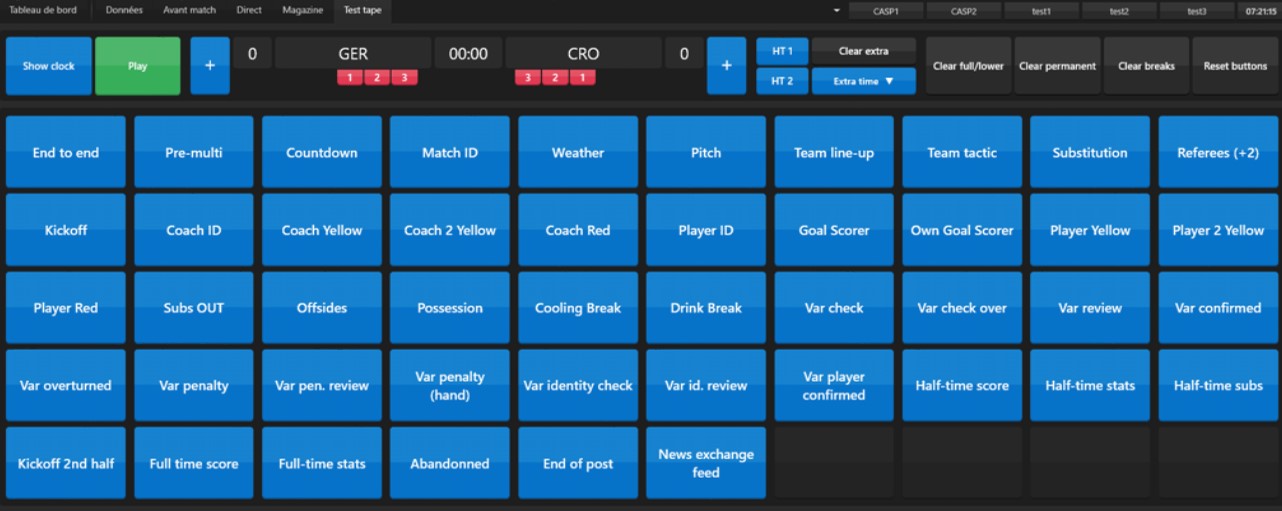 Tableau de bord Données Avant match Direct Magazine Test tape CASP1 CASP2 test1 test2 test3 07:21:15
Show clock Play + 0 GER 00:00 CRO 0 + HT 1 Clear extra Clear full/lower Clear permanent Clear breaks Reset buttons
1 2 3 3 2 1 HT 2 Extra time ▼
End to end Pre-multi Countdown Match ID Weather Pitch Team line-up Team tactic Substitution Referees (+2)
Kickoff Coach ID Coach Yellow Coach 2 Yellow Coach Red Player ID Goal Scorer Own Goal Scorer Player Yellow Player 2 Yellow
Player Red Subs OUT Offsides Possession Cooling Break Drink Break Var check Var check over Var review Var confirmed
Var overturned Var penalty Var pen. review Var penalty (hand) Var identity check Var id. review Var player confirmed Half-time score Half-time stats Half-time subs
Kickoff 2nd half Full time score Full-time stats Abandonned End of post News exchange feed